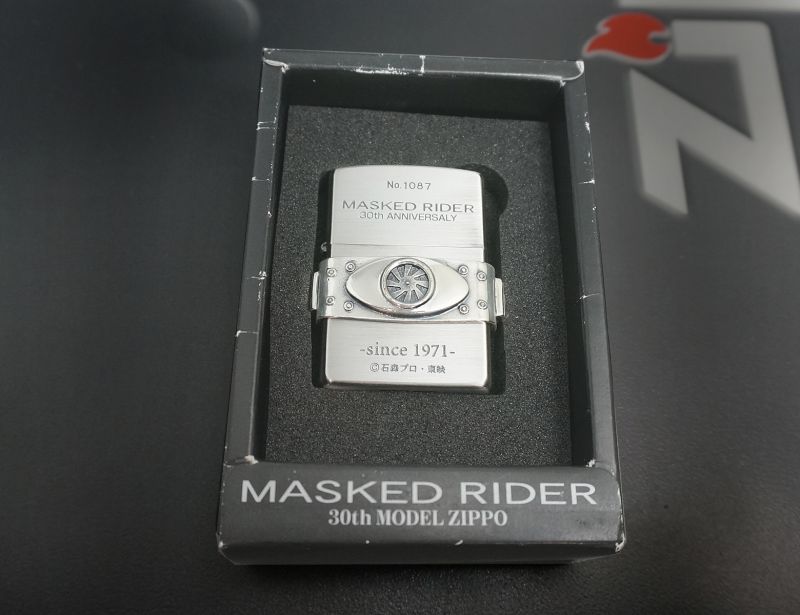 No.1087
MASKED RIDER
30th ANNIVERSALY
-since 1971-
©石森プロ・東映
MASKED RIDER
30th MODEL ZIPPO